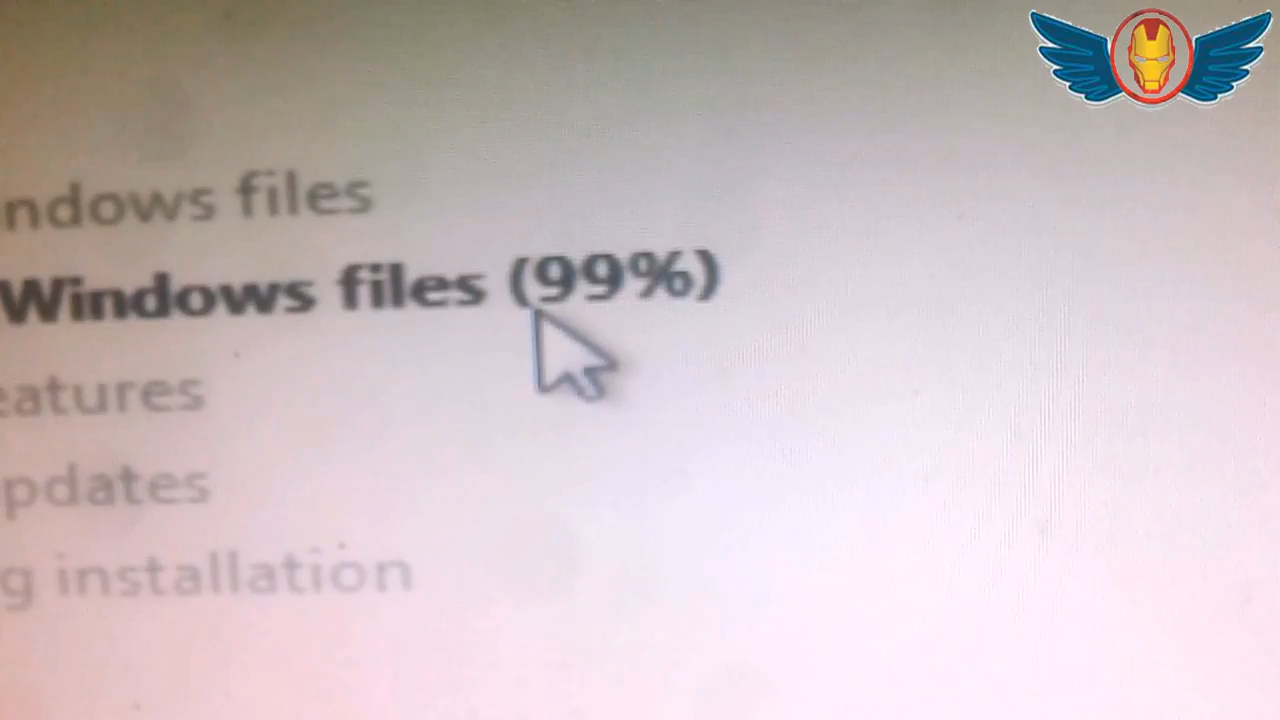 ndows files
Windows files (99%)
eatures
pdates
g installation